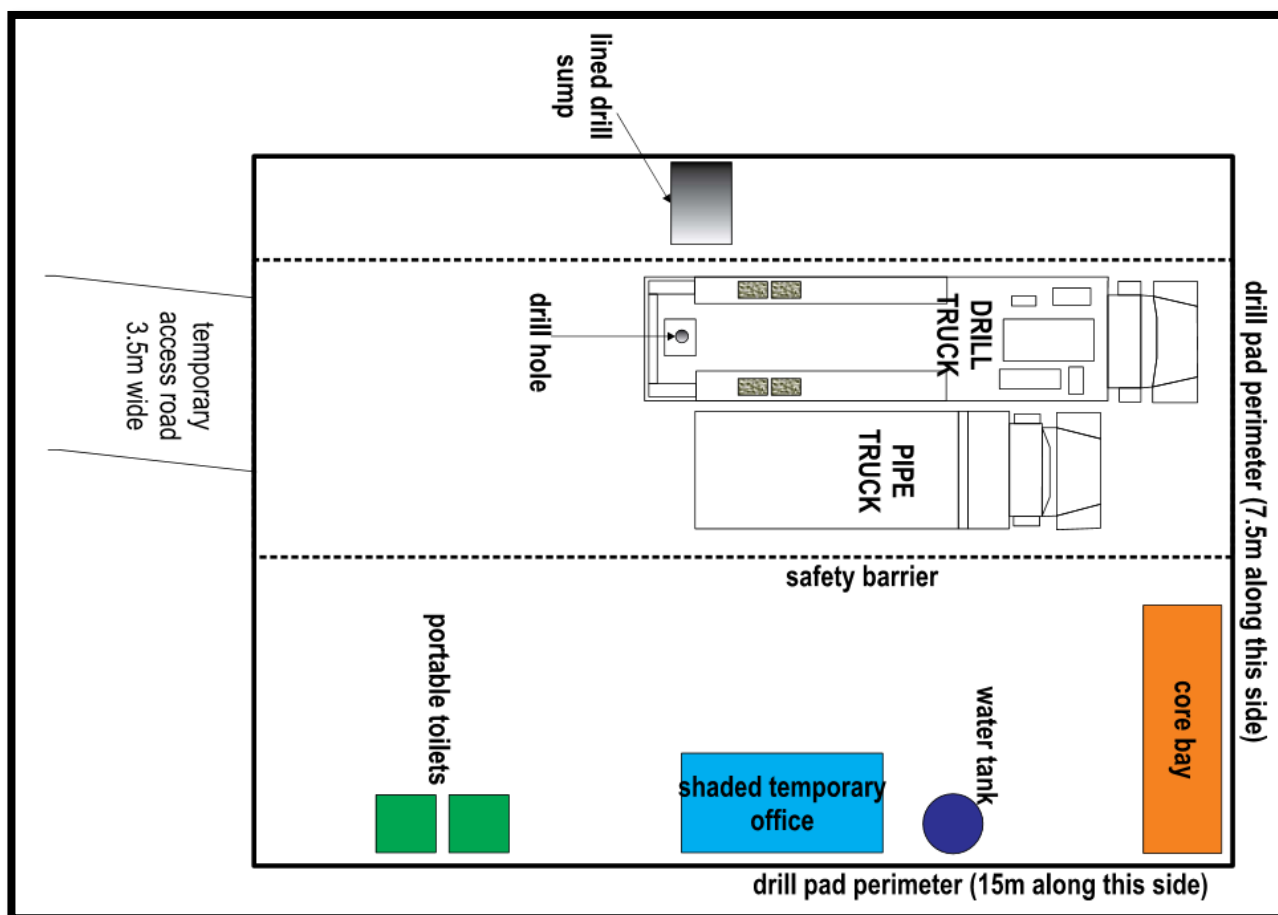 lined drill
sump
drill hole
DRILL
TRUCK
PIPE
TRUCK
temporary
access road
3.5m wide
drill pad perimeter (7.5m along this side)
safety barrier
portable toilets
shaded temporary
office
water tank
core bay
drill pad perimeter (15m along this side)